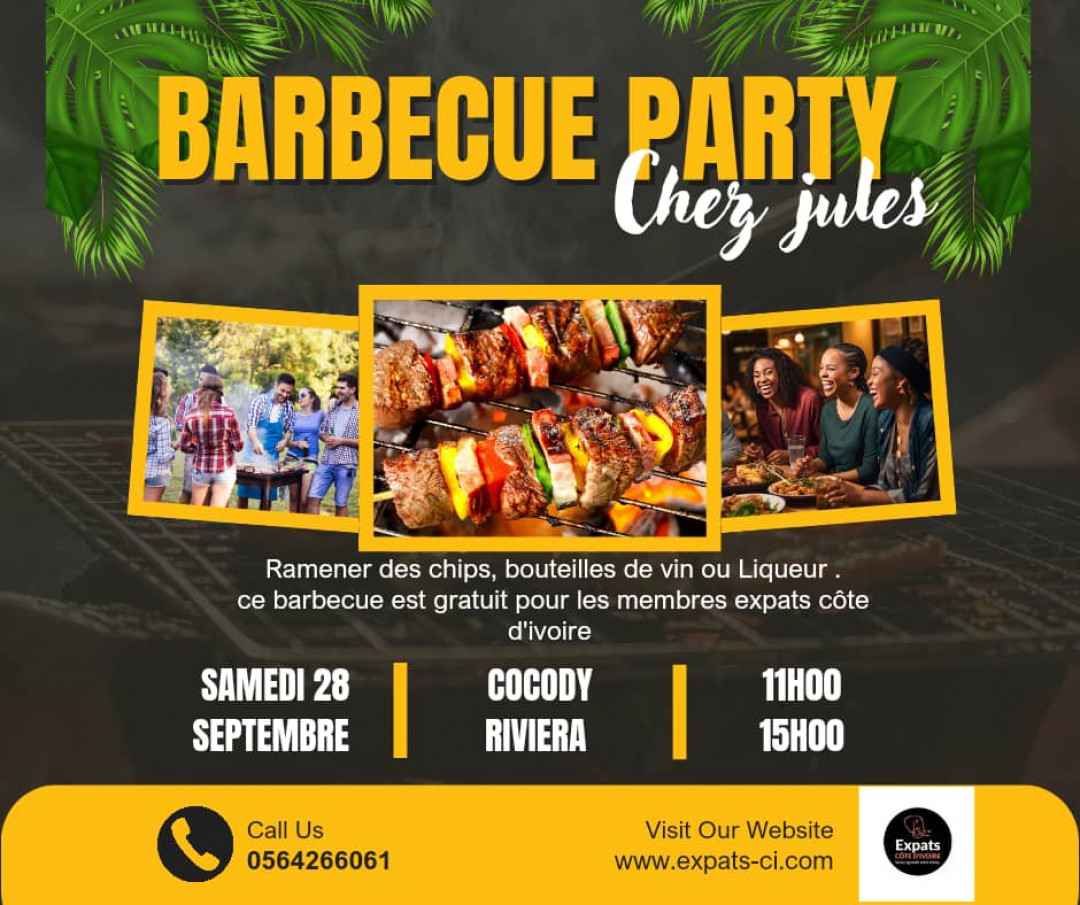 BARBECUE PARTY
Chez jules
Ramener des chips, bouteilles de vin ou Liqueur .
ce barbecue est gratuit pour les membres expats côte
d'ivoire
SAMEDI 28
SEPTEMBRE
COCODY
RIVIERA
11H00
15H00
Call Us
0564266061
Visit Our Website
www.expats-ci.com
Expats
CÔTE D'IVOIRE